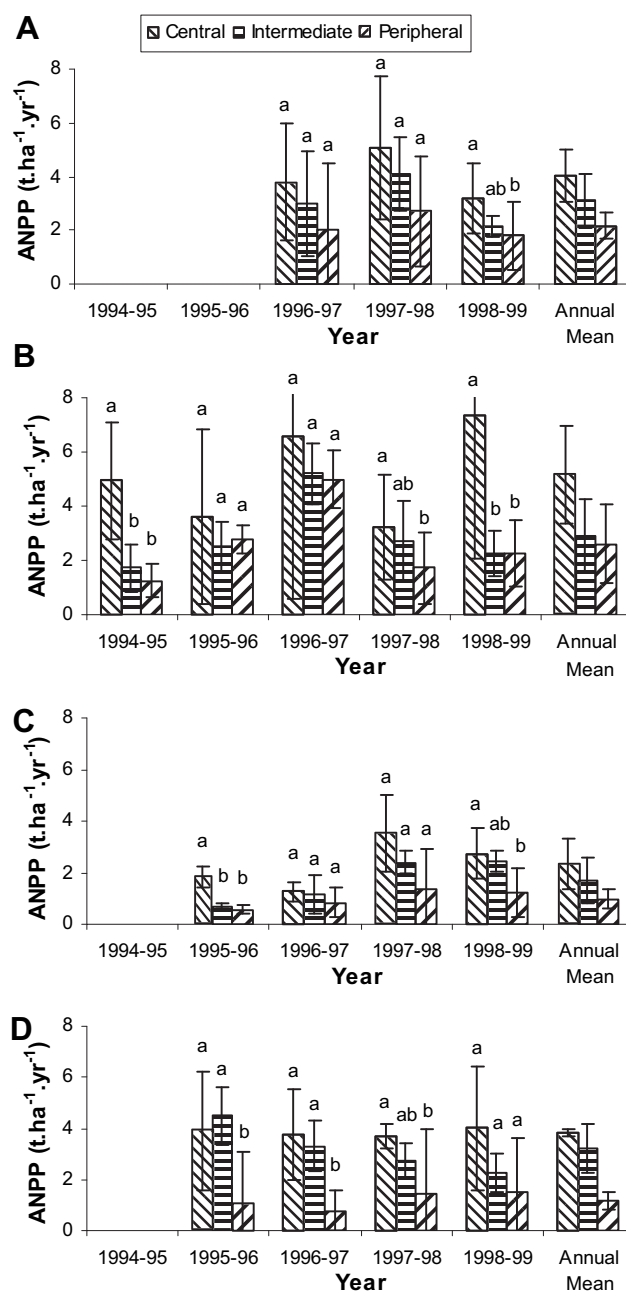 A
Central Intermediate Peripheral
ANPP (t.ha⁻¹.yr⁻¹)
8
6
4
2
0
a a a
a a a
a ab b
1994-95 1995-96 1996-97 1997-98 1998-99 Annual
Mean
Year
B
ANPP (t.ha⁻¹.yr⁻¹)
8
6
4
2
0
a b b
a a a
a a a
a ab b
a b b
1994-95 1995-96 1996-97 1997-98 1998-99 Annual
Mean
Year
C
ANPP (t.ha⁻¹.yr⁻¹)
8
6
4
2
0
a b b
a a a
a a a
a ab b
1994-95 1995-96 1996-97 1997-98 1998-99 Annual
Mean
Year
D
ANPP (t.ha⁻¹.yr⁻¹)
8
6
4
2
0
a a b
a a b
a ab b
a a a
1994-95 1995-96 1996-97 1997-98 1998-99 Annual
Mean
Year